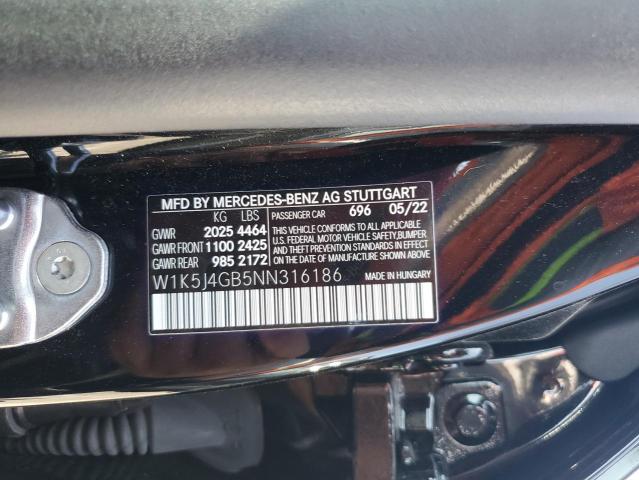 MFD BY MERCEDES-BENZ AG STUTTGART
KG LBS PASSENGER CAR 696 05/22
GVWR 2025 4464
GAWR FRONT 1100 2425
GAWR REAR 985 2172
THIS VEHICLE CONFORMS TO ALL APPLICABLE
U.S. FEDERAL MOTOR VEHICLE SAFETY,BUMPER,
AND THEFT PREVENTION STANDARDS IN EFFECT
ON THE DATE OF MANUFACTURE SHOWN ABOVE.
W1K5J4GB5NN316186 MADE IN HUNGARY